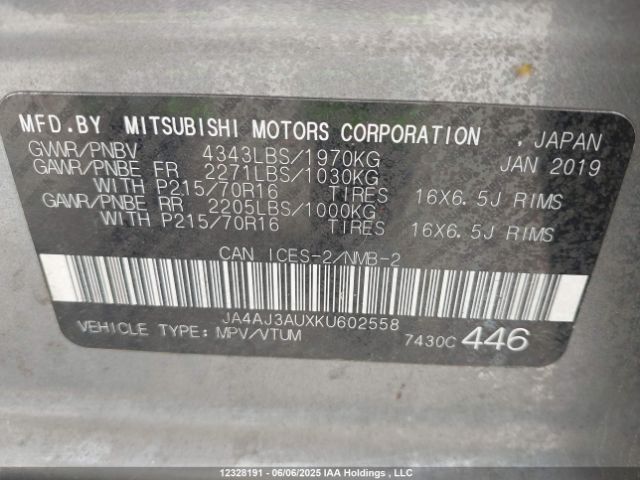 MFD.BY MITSUBISHI MOTORS CORPORATION , JAPAN
GVWR/PNBV 4343LBS/1970KG JAN 2019
GAWR/PNBE FR 2271LBS/1030KG
WITH P215/70R16 TIRES 16X6.5J RIMS
GAWR/PNBE RR 2205LBS/1000KG
WITH P215/70R16 TIRES 16X6.5J RIMS
CAN ICES-2/NMB-2
JA4AJ3AUXKU602558
VEHICLE TYPE: MPV/VTUM 7430C 446
12328191 - 06/06/2025 IAA Holdings , LLC